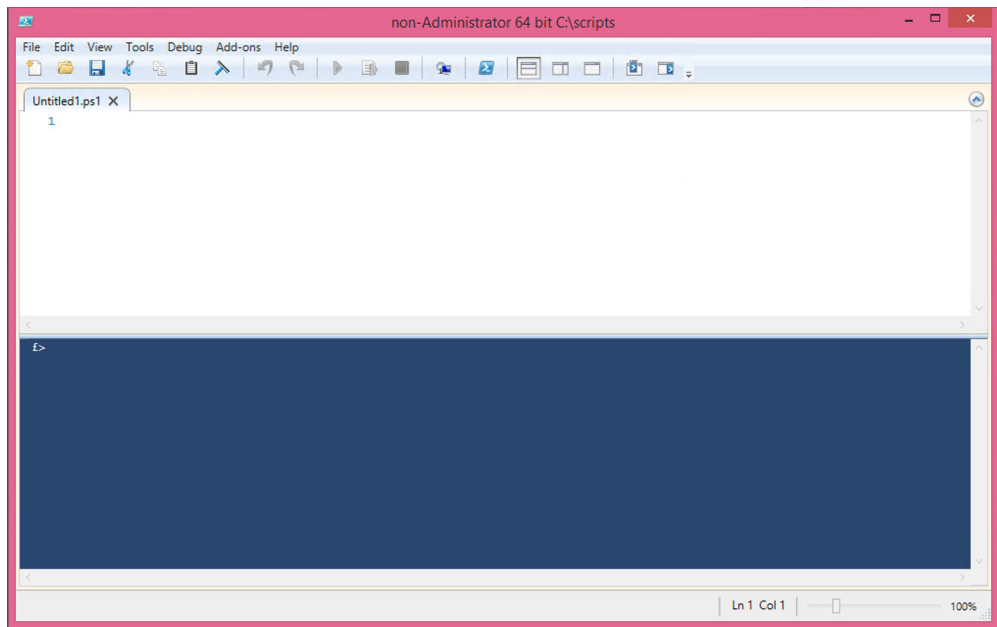 non-Administrator 64 bit C:\scripts
File Edit View Tools Debug Add-ons Help
Untitled1.ps1 X
1
£>
Ln 1 Col 1 100%